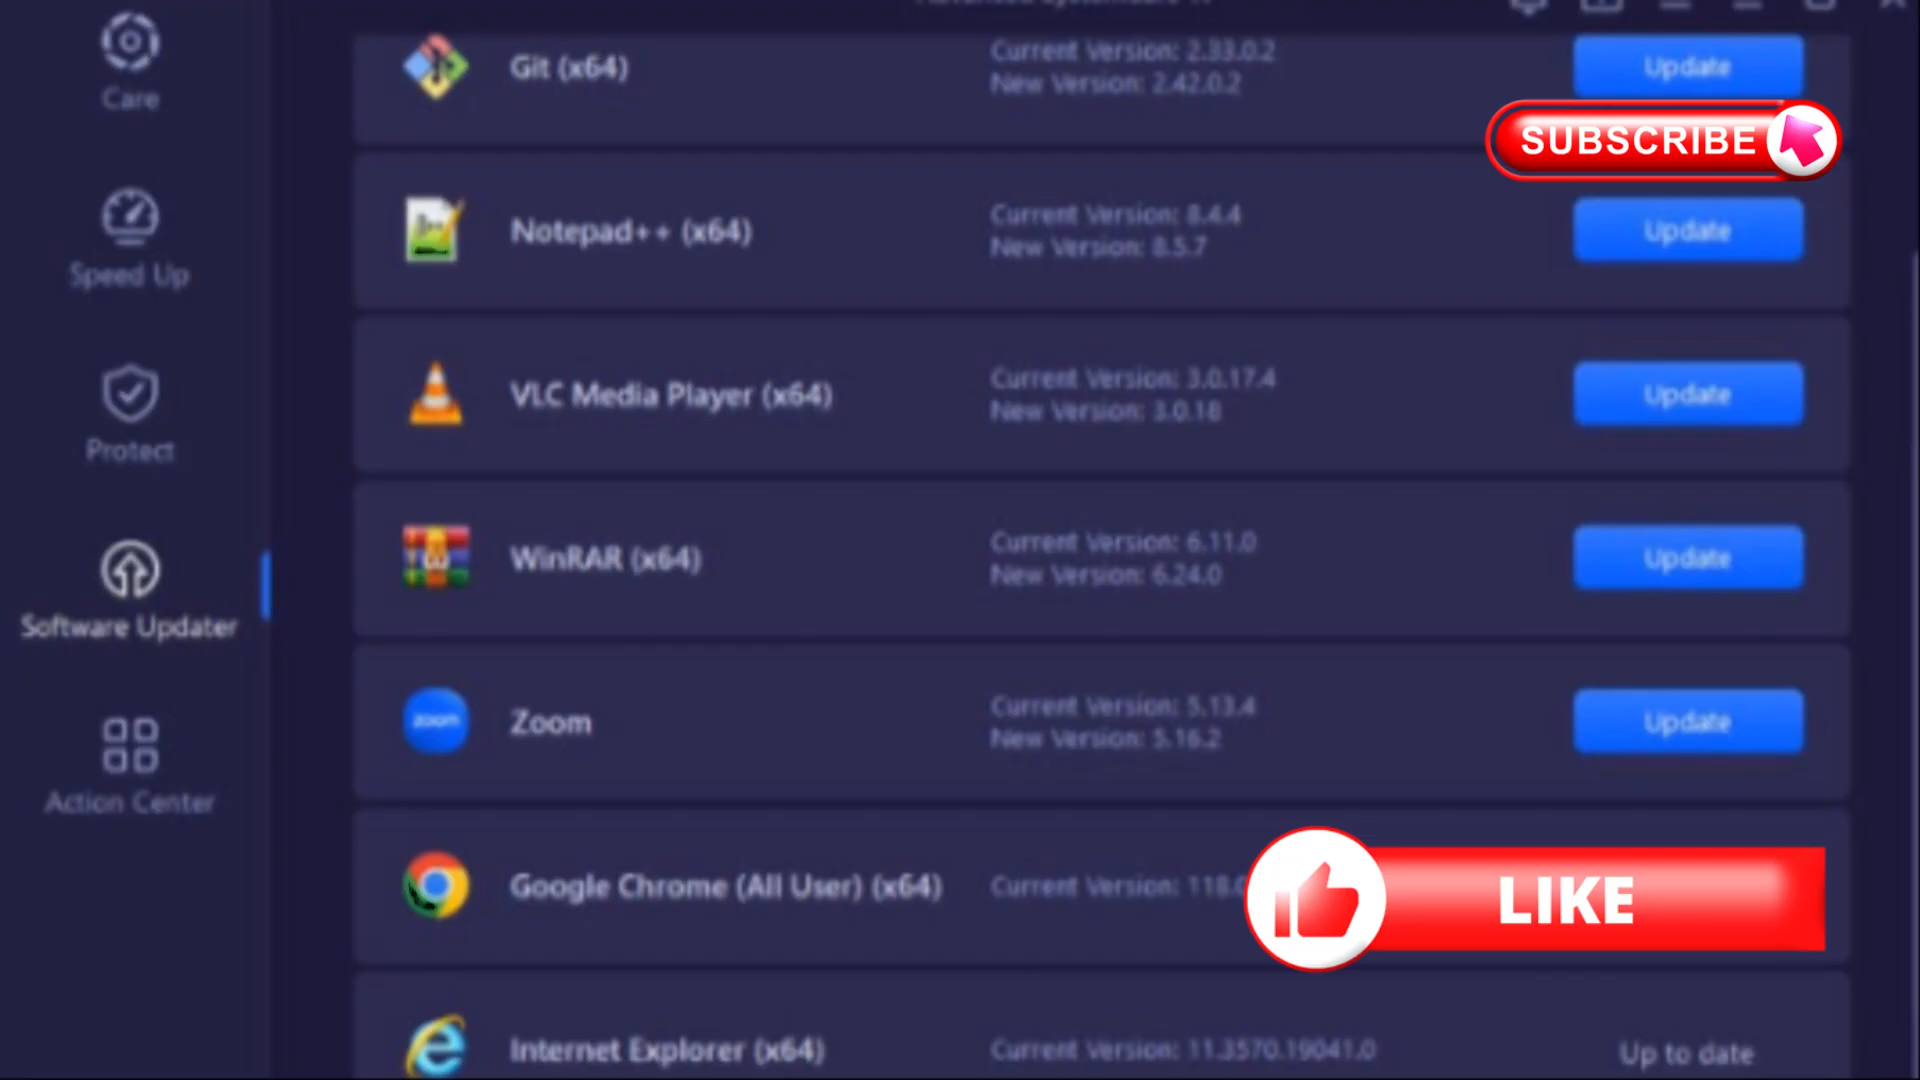 Care
Speed Up
Protect
Software Updater
Action Center
Git (x64)
Current Version: 2.33.0.2
New Version: 2.42.0.2
Update
SUBSCRIBE
Notepad++ (x64)
Current Version: 8.4.4
New Version: 8.5.7
Update
VLC Media Player (x64)
Current Version: 3.0.17.4
New Version: 3.0.18
Update
WinRAR (x64)
Current Version: 6.11.0
New Version: 6.24.0
Update
zoom
Zoom
Current Version: 5.13.4
New Version: 5.16.2
Update
Google Chrome (All User) (x64)
Current Version: 118.0
LIKE
Internet Explorer (x64)
Current Version: 11.3570.19041.0
Up to date